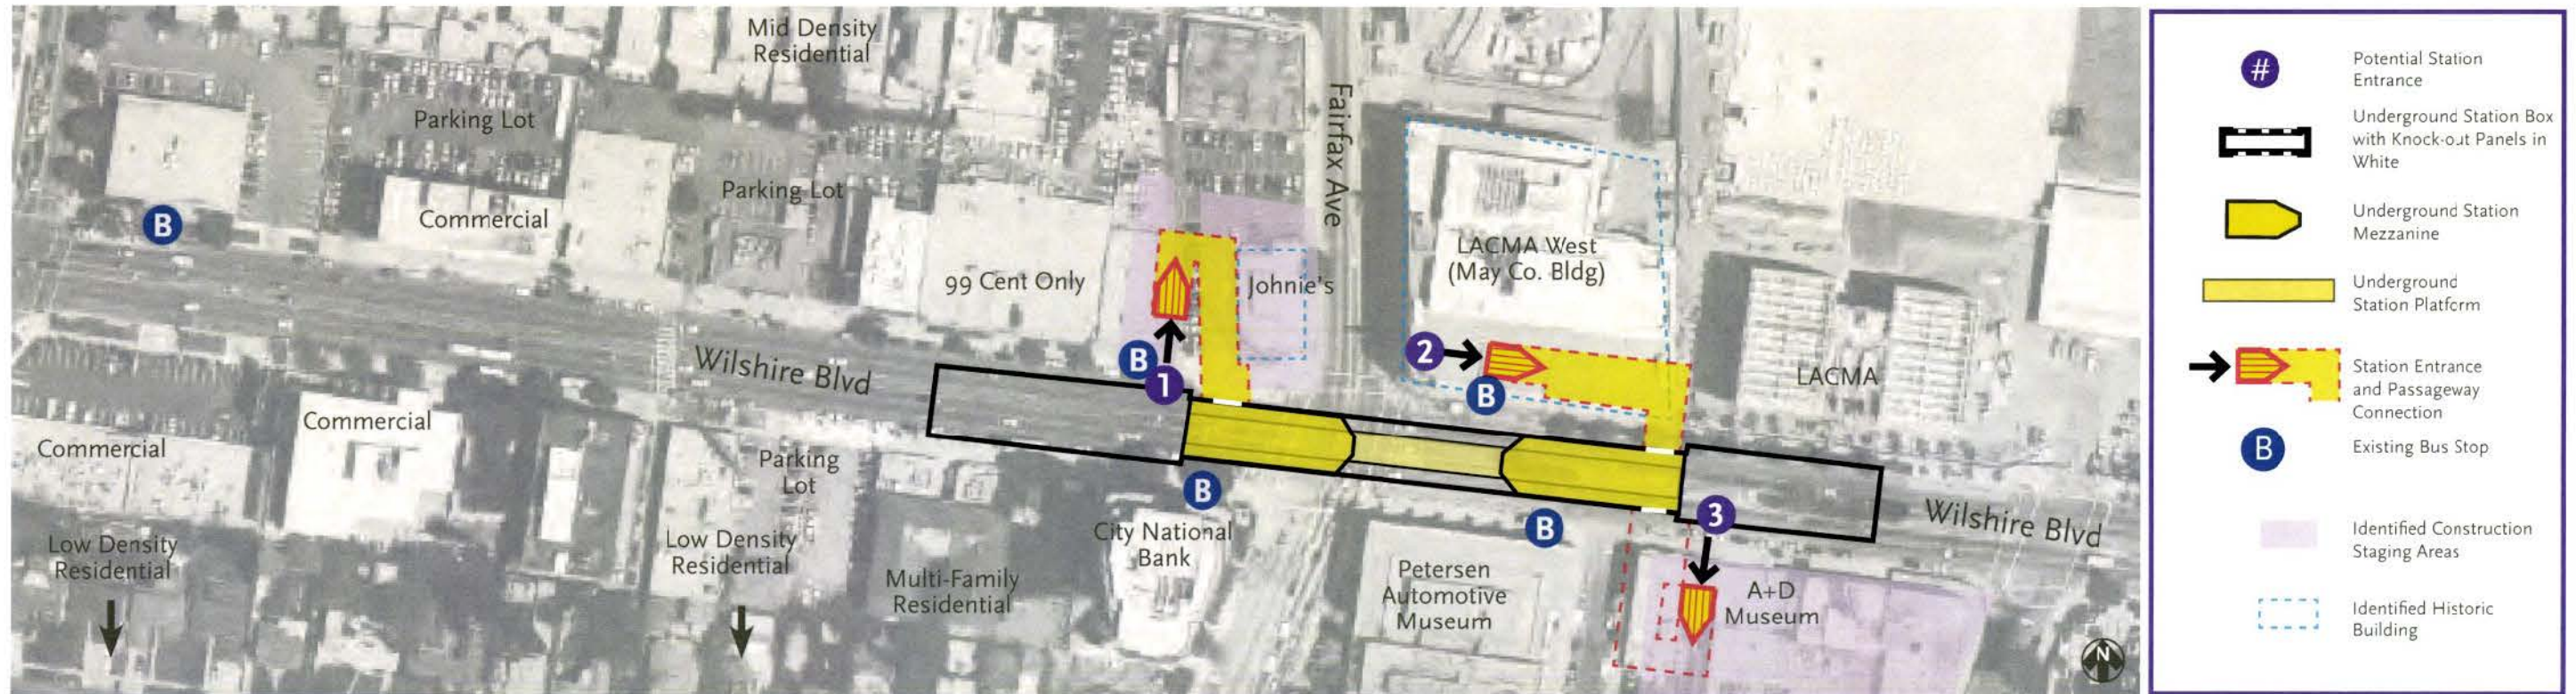 Mid Density
Residential
Parking Lot
Fairfax Ave
Parking Lot
B
Commercial
LACMA West
(May Co. Bldg)
99 Cent Only
Johnie's
B
1
2
B
LACMA
Wilshire Blvd
Commercial
Commercial
Parking
Lot
B
B
3
Wilshire Blvd
City National
Bank
Low Density
Residential
Low Density
Residential
Multi-Family
Residential
Petersen
Automotive
Museum
A+D
Museum
N
#
Potential Station
Entrance
Underground Station Box
with Knock-out Panels in
White
Underground Station
Mezzanine
Underground
Station Platform
Station Entrance
and Passageway
Connection
B
Existing Bus Stop
Identified Construction
Staging Areas
Identified Historic
Building